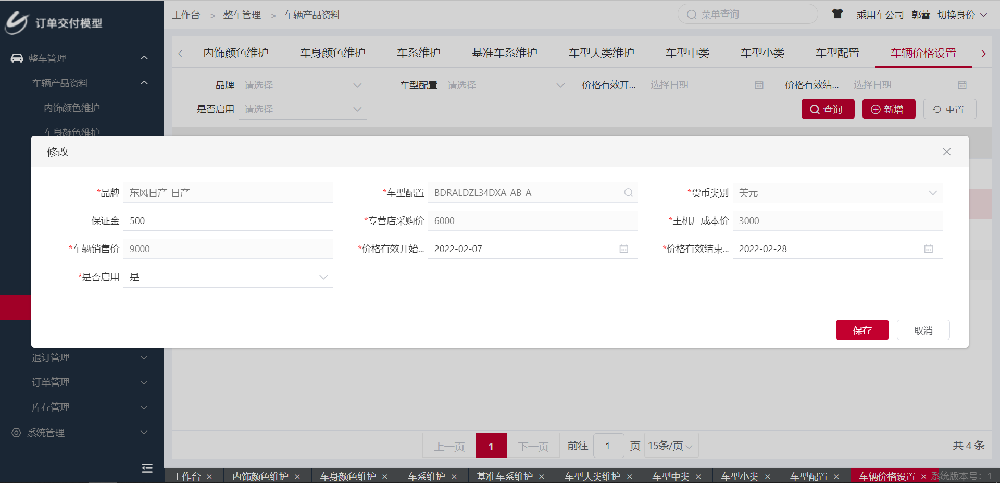 订单交付模型
工作台 > 整车管理 > 车辆产品资料
菜单查询
乘用车公司 郭蕾 切换身份
整车管理
车辆产品资料
内饰颜色维护
车身颜色维护
内饰颜色维护 车身颜色维护 车系维护 基准车系维护 车型大类维护 车型中类 车型小类 车型配置 车辆价格设置
品牌 请选择 车型配置 请选择 价格有效开... 选择日期 价格有效结... 选择日期
是否启用 请选择 查询 新增 重置
修改
*品牌 东风日产-日产 *车型配置 BDRALDZL34DXA-AB-A *货币类别 美元
保证金 500 *专营店采购价 6000 *主机厂成本价 3000
*车辆销售价 9000 *价格有效开始... 2022-02-07 *价格有效结束... 2022-02-28
*是否启用 是
保存 取消
退订管理
订单管理
库存管理
系统管理
上一页 1 下一页 前往 1 页 15条/页 共 4 条
工作台 × 内饰颜色维护 × 车身颜色维护 × 车系维护 × 基准车系维护 × 车型大类维护 × 车型中类 × 车型小类 × 车型配置 × 车辆价格设置 × 系统版本号：1